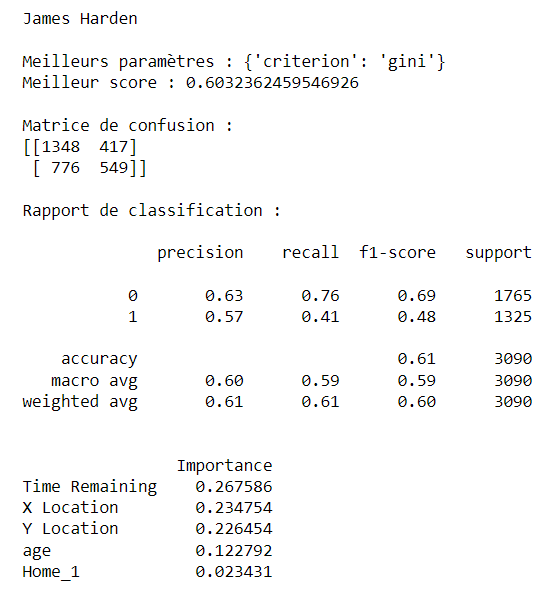 James Harden
Meilleurs paramètres : {'criterion': 'gini'}
Meilleur score : 0.6032362459546926
Matrice de confusion :
[[1348  417]
 [ 776  549]]
Rapport de classification :
              precision    recall  f1-score   support
           0       0.63      0.76      0.69      1765
           1       0.57      0.41      0.48      1325
    accuracy                           0.61      3090
   macro avg       0.60      0.59      0.59      3090
weighted avg       0.61      0.61      0.60      3090
                Importance
Time Remaining    0.267586
X Location        0.234754
Y Location        0.226454
age               0.122792
Home_1            0.023431